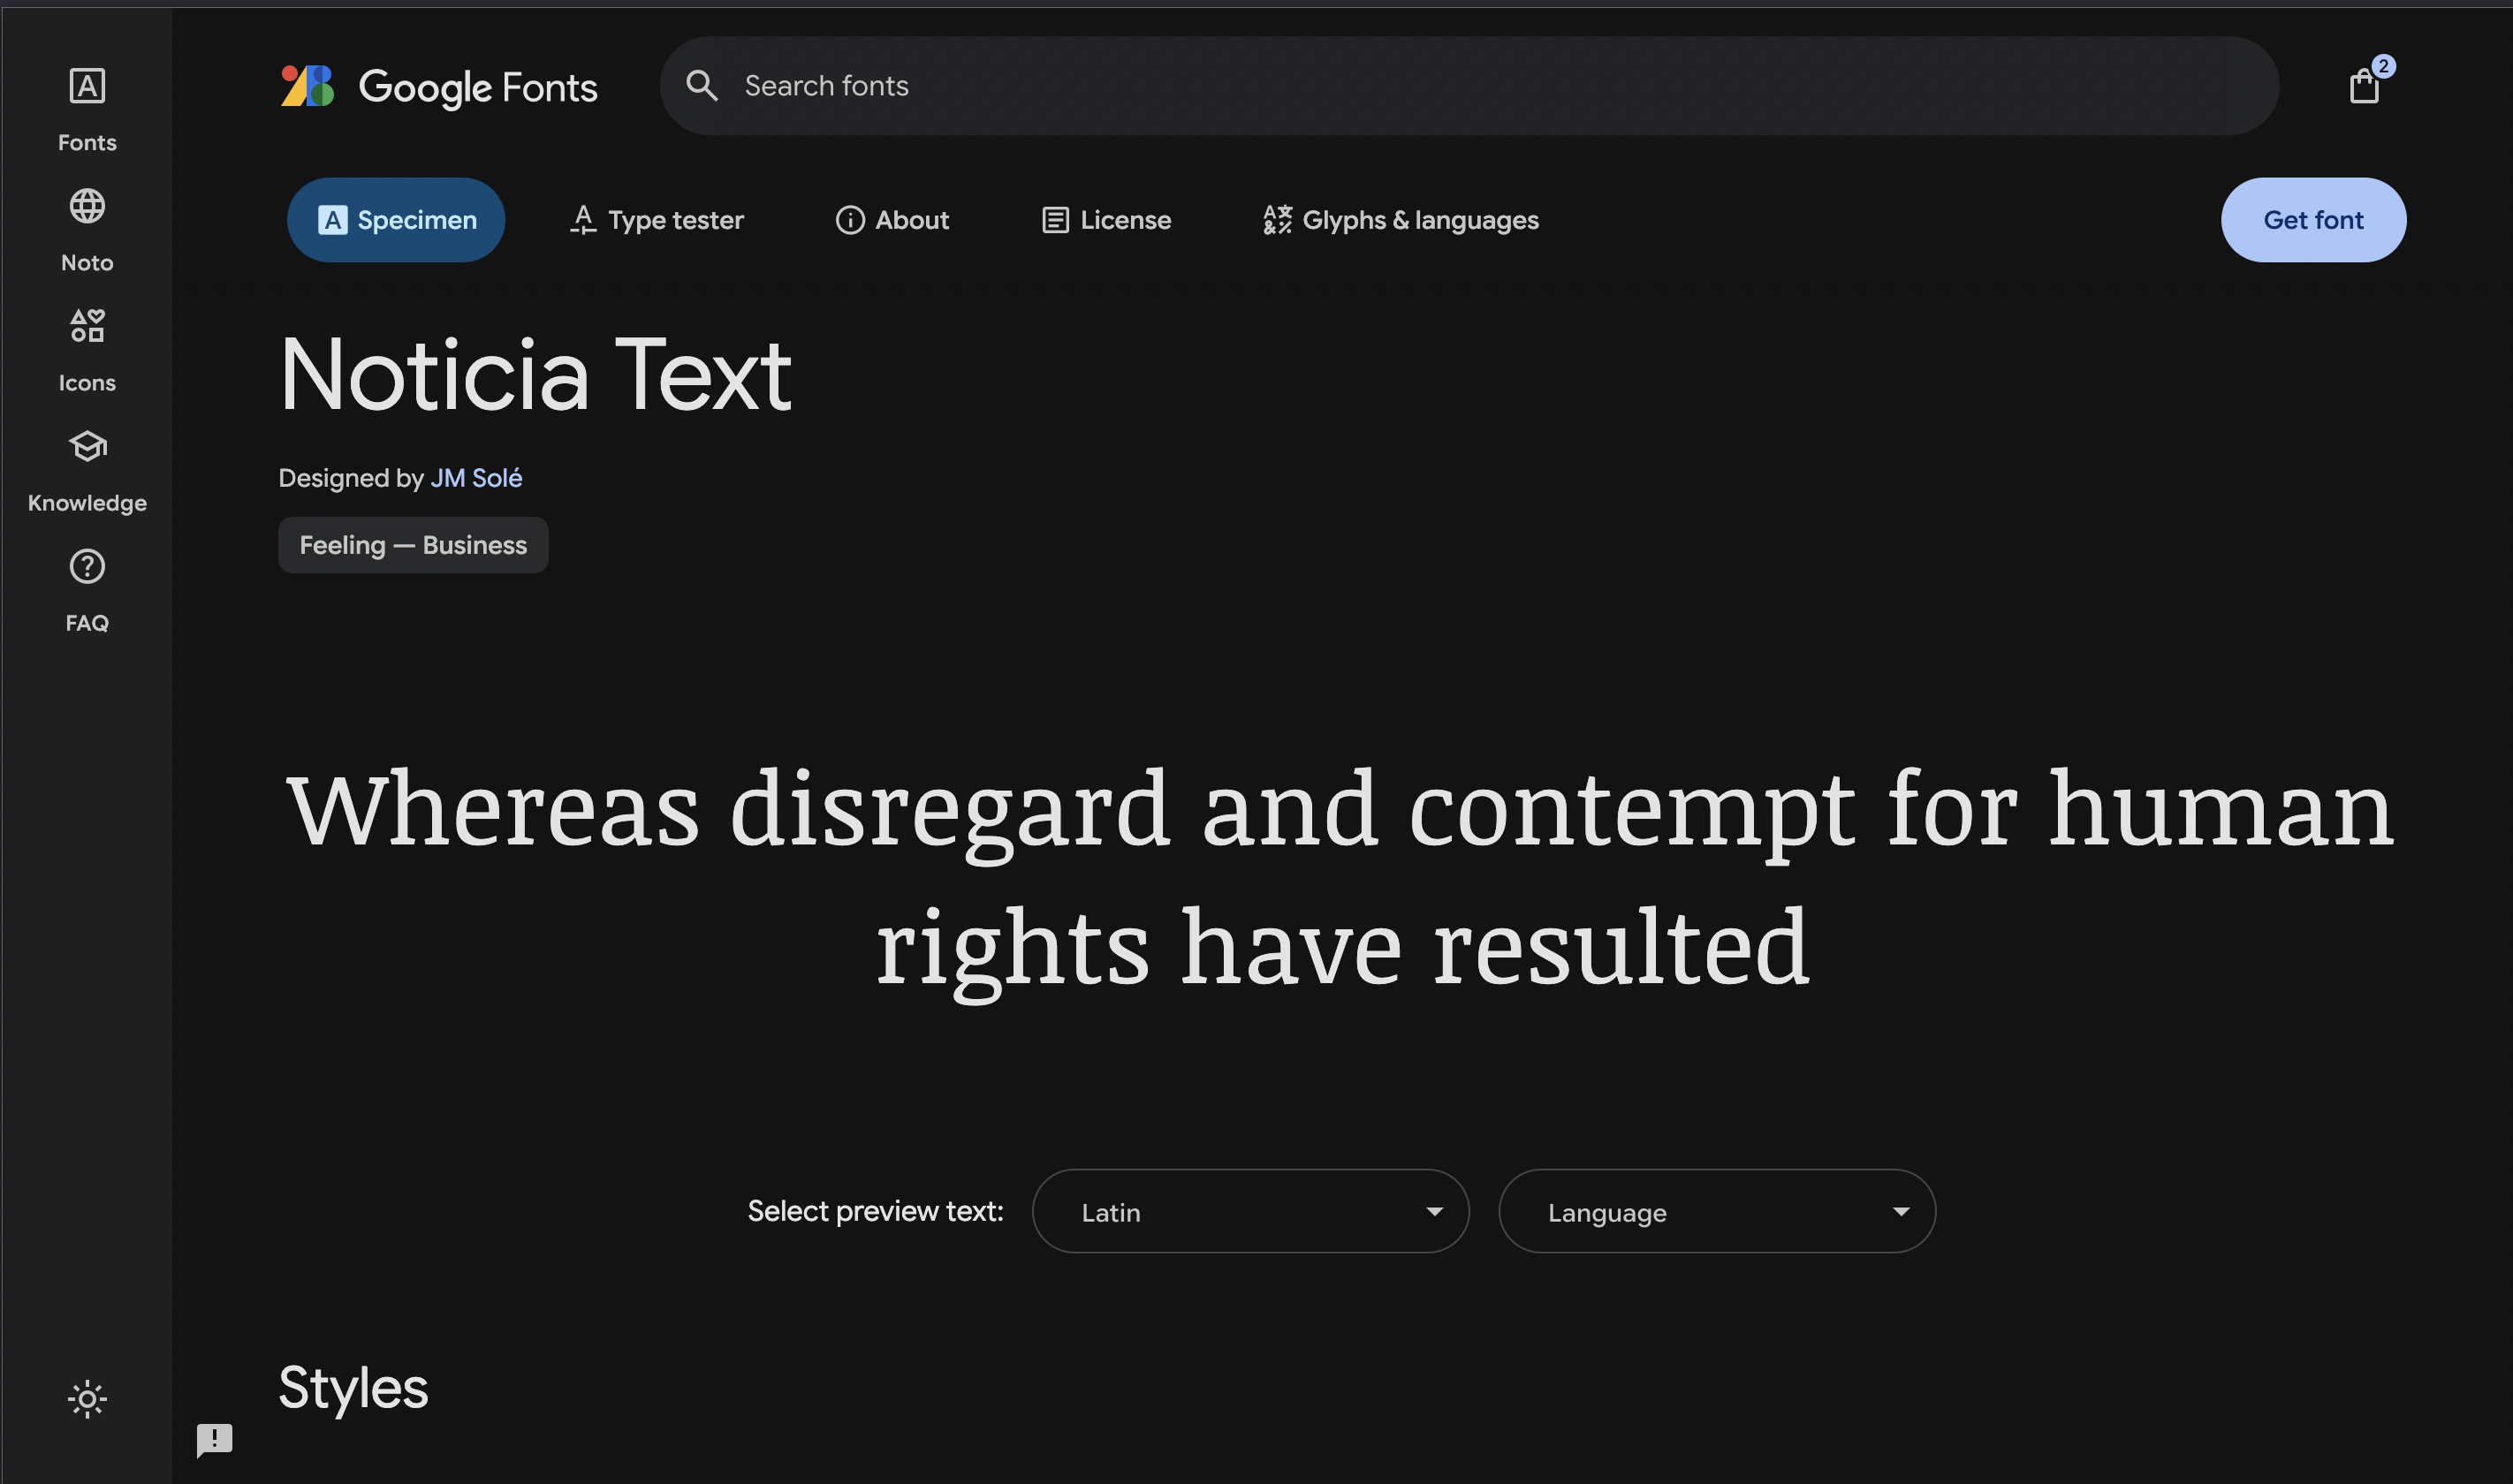 Fonts
Noto
Icons
Knowledge
FAQ
Google Fonts
Search fonts
2
Specimen
Type tester
About
License
Glyphs & languages
Get font
Noticia Text
Designed by JM Solé
Feeling — Business
Whereas disregard and contempt for human
rights have resulted
Select preview text:
Latin
Language
Styles